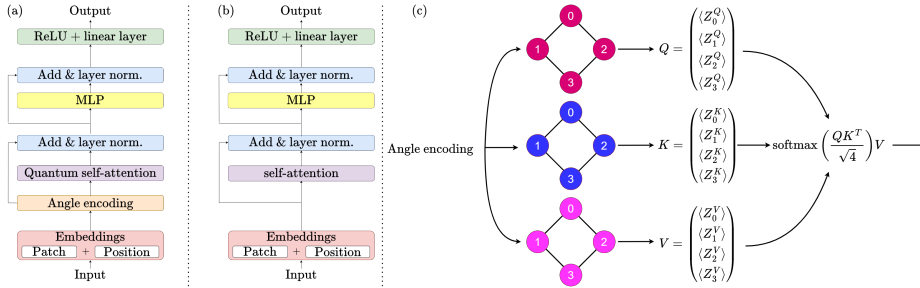 (a)
Output
ReLU + linear layer
Add & layer norm.
MLP
Add & layer norm.
Quantum self-attention
Angle encoding
Embeddings
Patch + Position
Input
(b)
Output
ReLU + linear layer
Add & layer norm.
MLP
Add & layer norm.
self-attention
Embeddings
Patch + Position
Input
(c)
Angle encoding
0
1 2
3
Q = (⟨Z_0^Q⟩
⟨Z_1^Q⟩
⟨Z_2^Q⟩
⟨Z_3^Q⟩)
0
1 2
3
K = (⟨Z_0^K⟩
⟨Z_1^K⟩
⟨Z_2^K⟩
⟨Z_3^K⟩)
0
1 2
3
V = (⟨Z_0^V⟩
⟨Z_1^V⟩
⟨Z_2^V⟩
⟨Z_3^V⟩)
softmax (QK^T / √4) V